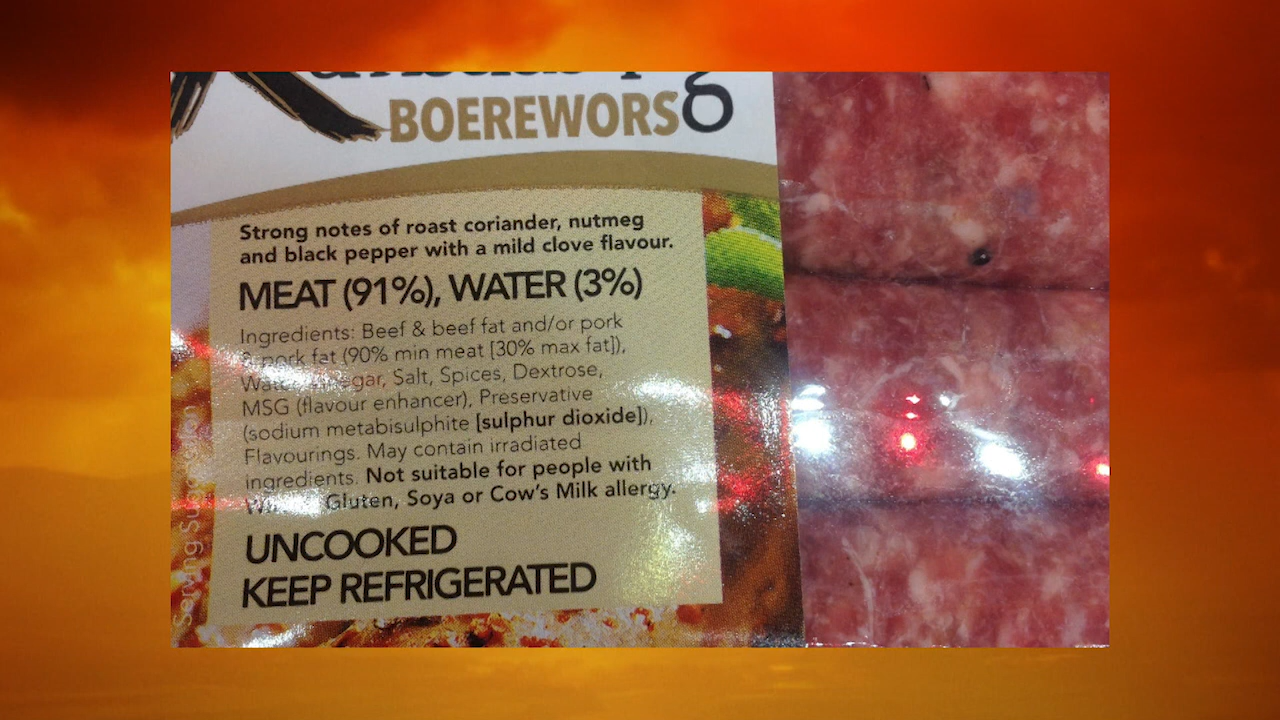 BOEREWORS
Strong notes of roast coriander, nutmeg
and black pepper with a mild clove flavour.
MEAT (91%), WATER (3%)
Ingredients: Beef & beef fat and/or pork
& pork fat (90% min meat [30% max fat]),
Vinegar, Salt, Spices, Dextrose,
MSG (flavour enhancer), Preservative
(sodium metabisulphite [sulphur dioxide]),
Flavourings. May contain irradiated
ingredients. Not suitable for people with
Gluten, Soya or Cow's Milk allergy.
UNCOOKED
KEEP REFRIGERATED
Serving